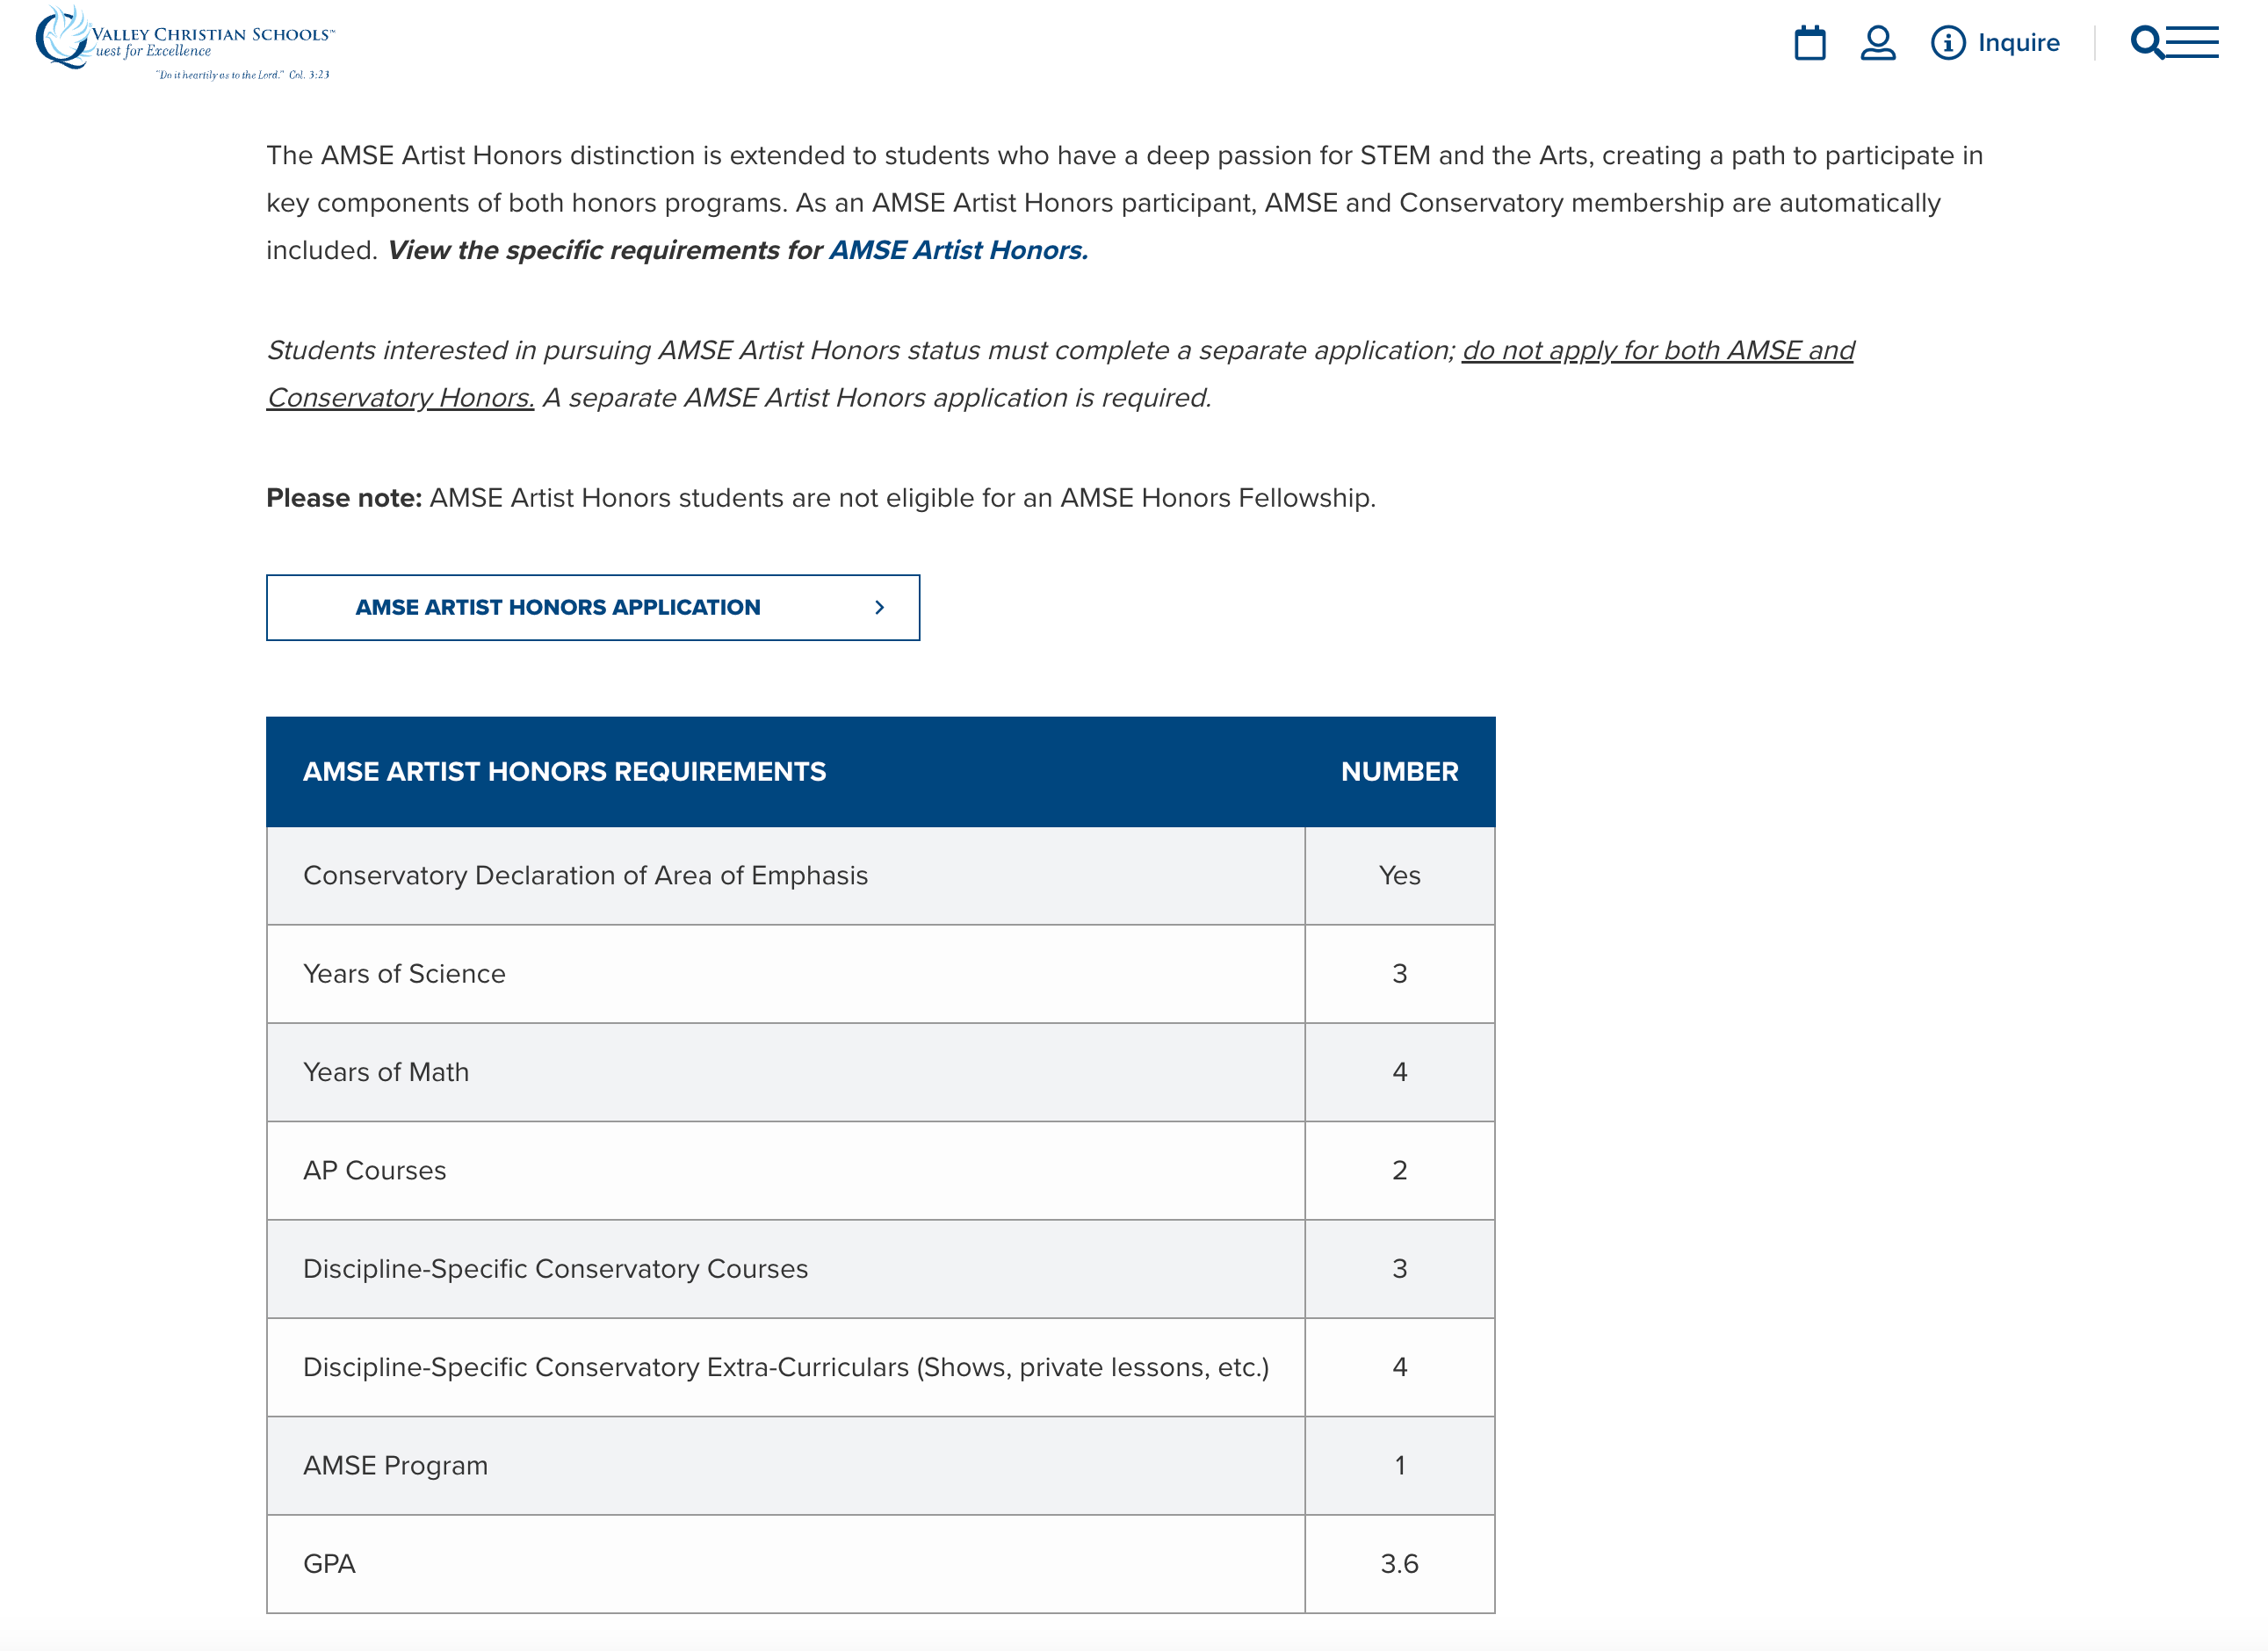 VALLEY CHRISTIAN SCHOOLS™
Quest for Excellence
"Do it heartily as to the Lord." Col. 3:23
Inquire
The AMSE Artist Honors distinction is extended to students who have a deep passion for STEM and the Arts, creating a path to participate in
key components of both honors programs. As an AMSE Artist Honors participant, AMSE and Conservatory membership are automatically
included. View the specific requirements for AMSE Artist Honors.
Students interested in pursuing AMSE Artist Honors status must complete a separate application; do not apply for both AMSE and
Conservatory Honors. A separate AMSE Artist Honors application is required.
Please note: AMSE Artist Honors students are not eligible for an AMSE Honors Fellowship.
AMSE ARTIST HONORS APPLICATION
AMSE ARTIST HONORS REQUIREMENTS NUMBER
Conservatory Declaration of Area of Emphasis Yes
Years of Science 3
Years of Math 4
AP Courses 2
Discipline-Specific Conservatory Courses 3
Discipline-Specific Conservatory Extra-Curriculars (Shows, private lessons, etc.) 4
AMSE Program 1
GPA 3.6